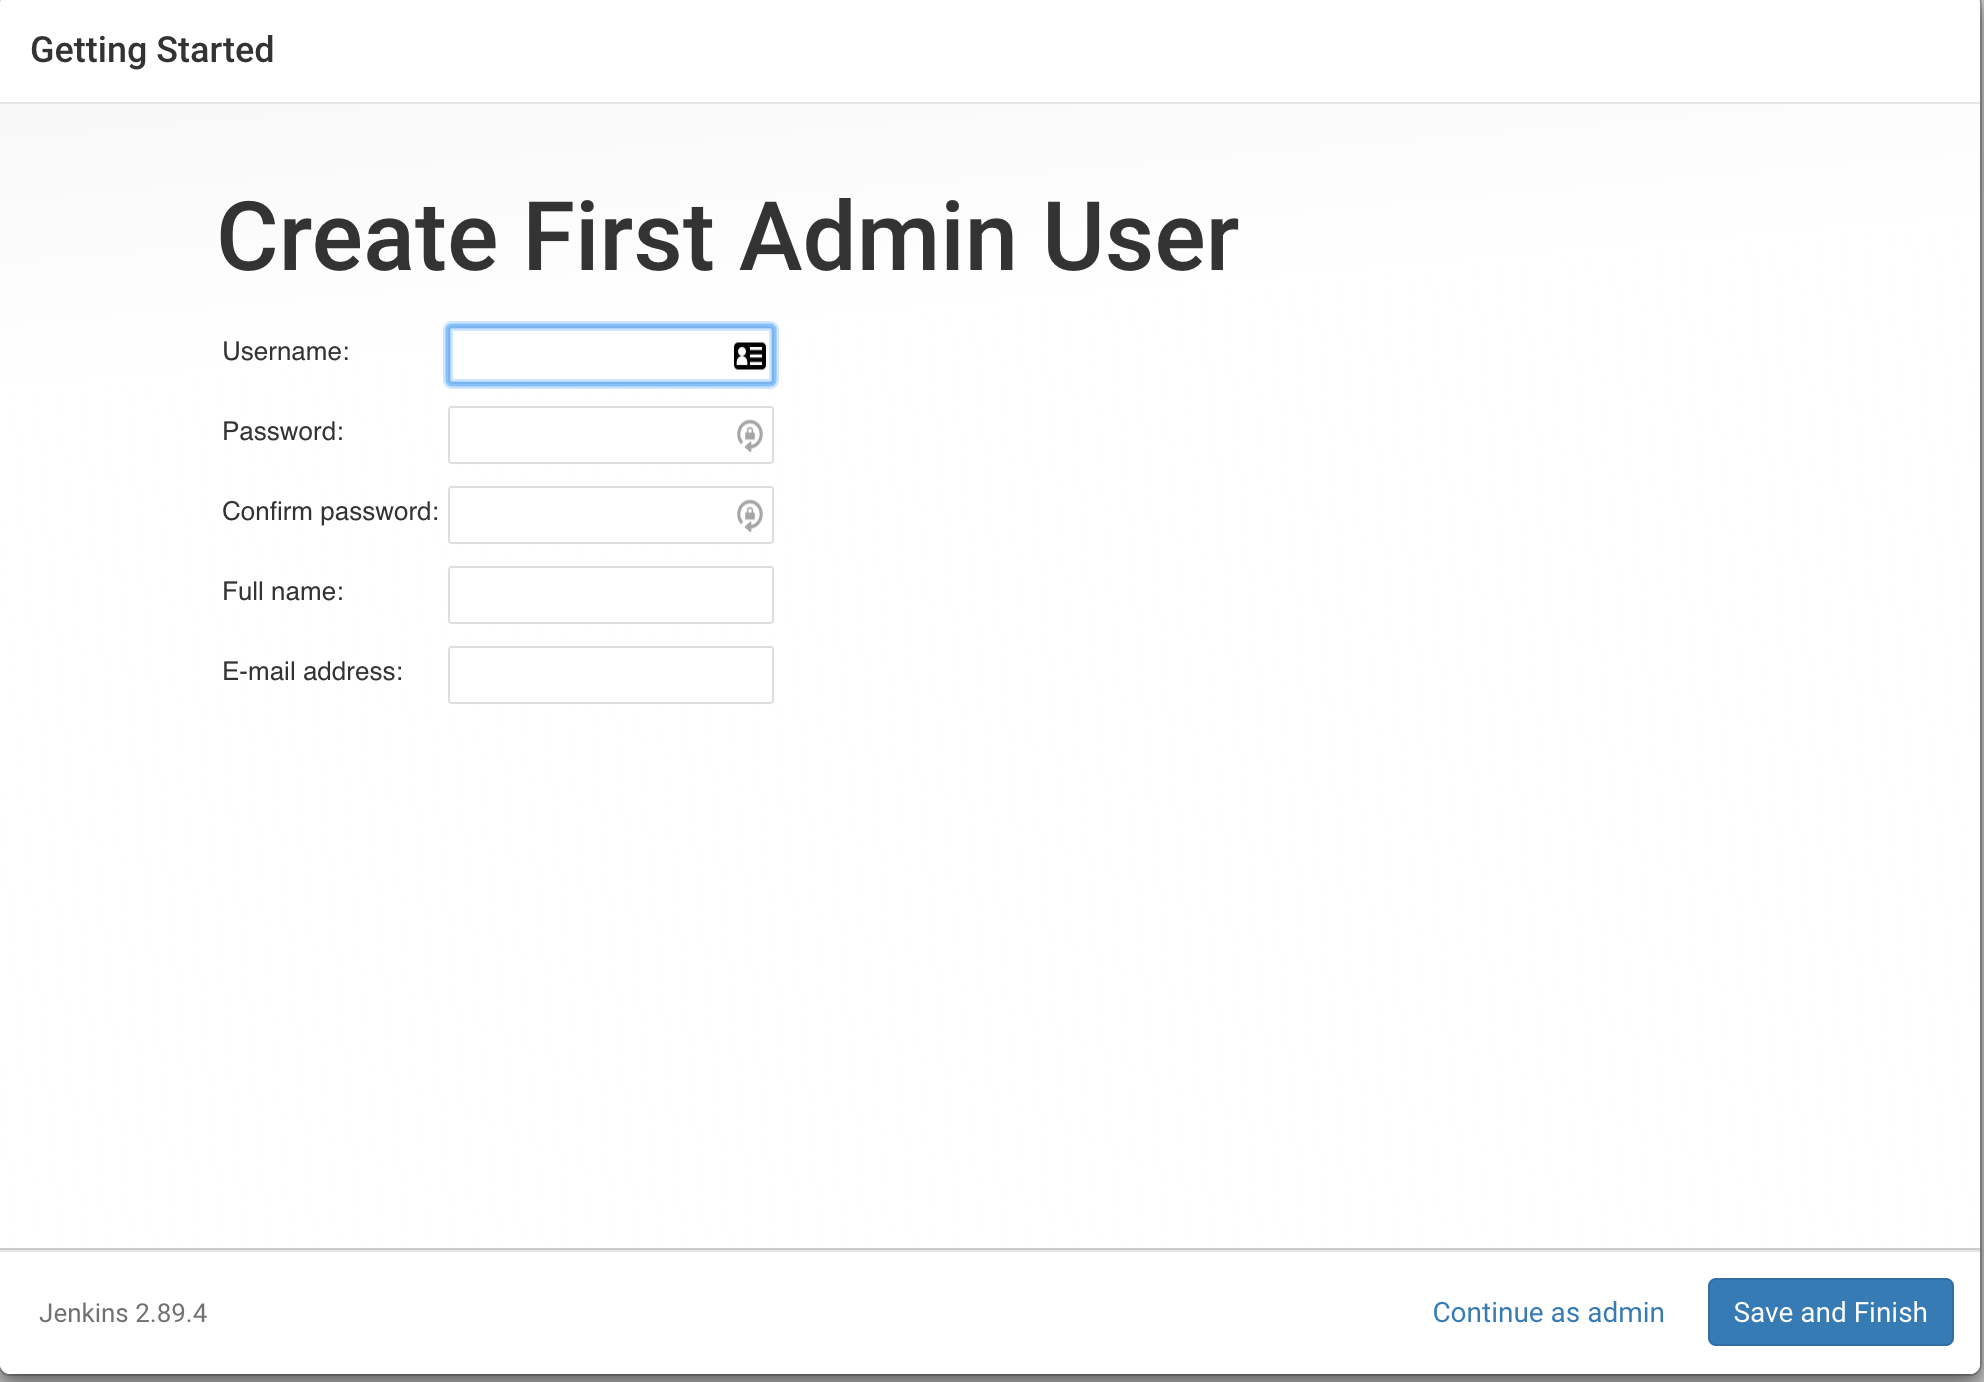 Getting Started
Create First Admin User
Username:
Password:
Confirm password:
Full name:
E-mail address:
Jenkins 2.89.4
Continue as admin
Save and Finish